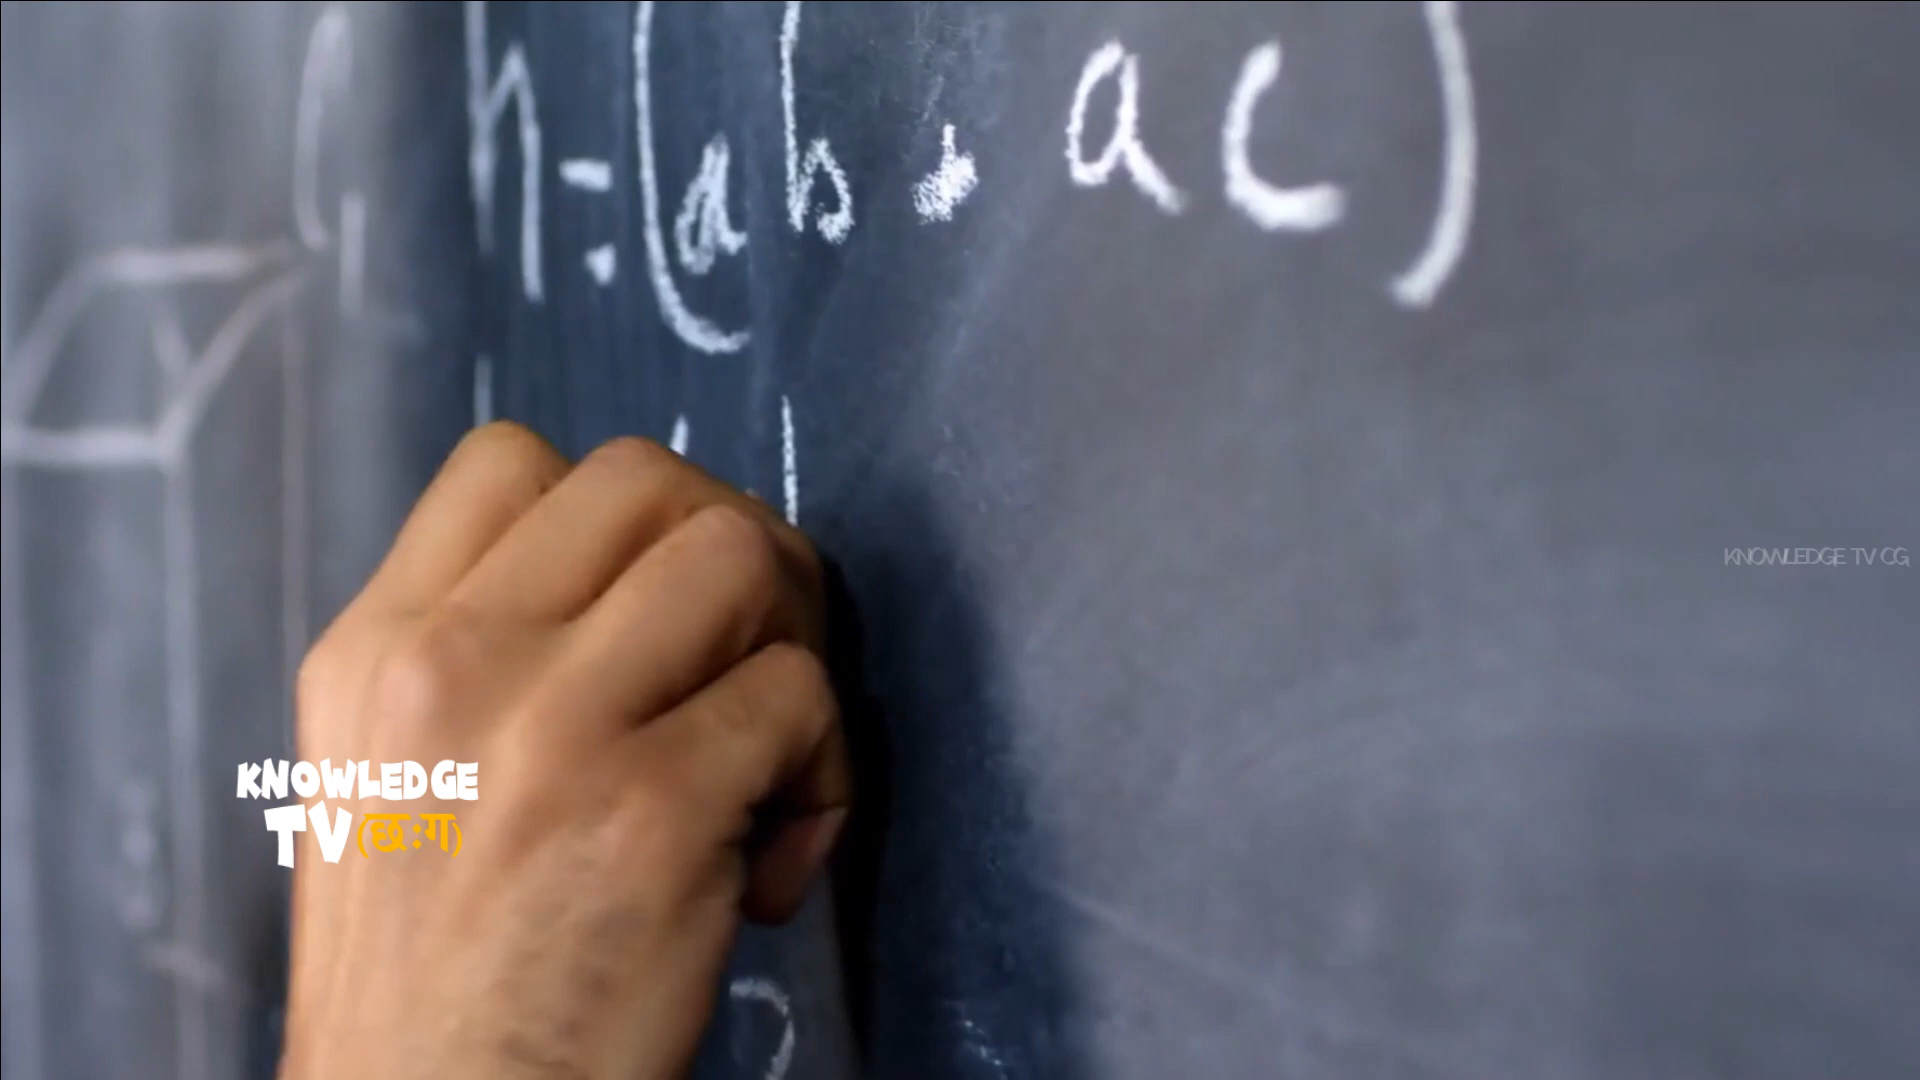 h = (ab · ac)
KNOWLEDGE TV CG
KNOWLEDGE
TV (छ:ग)